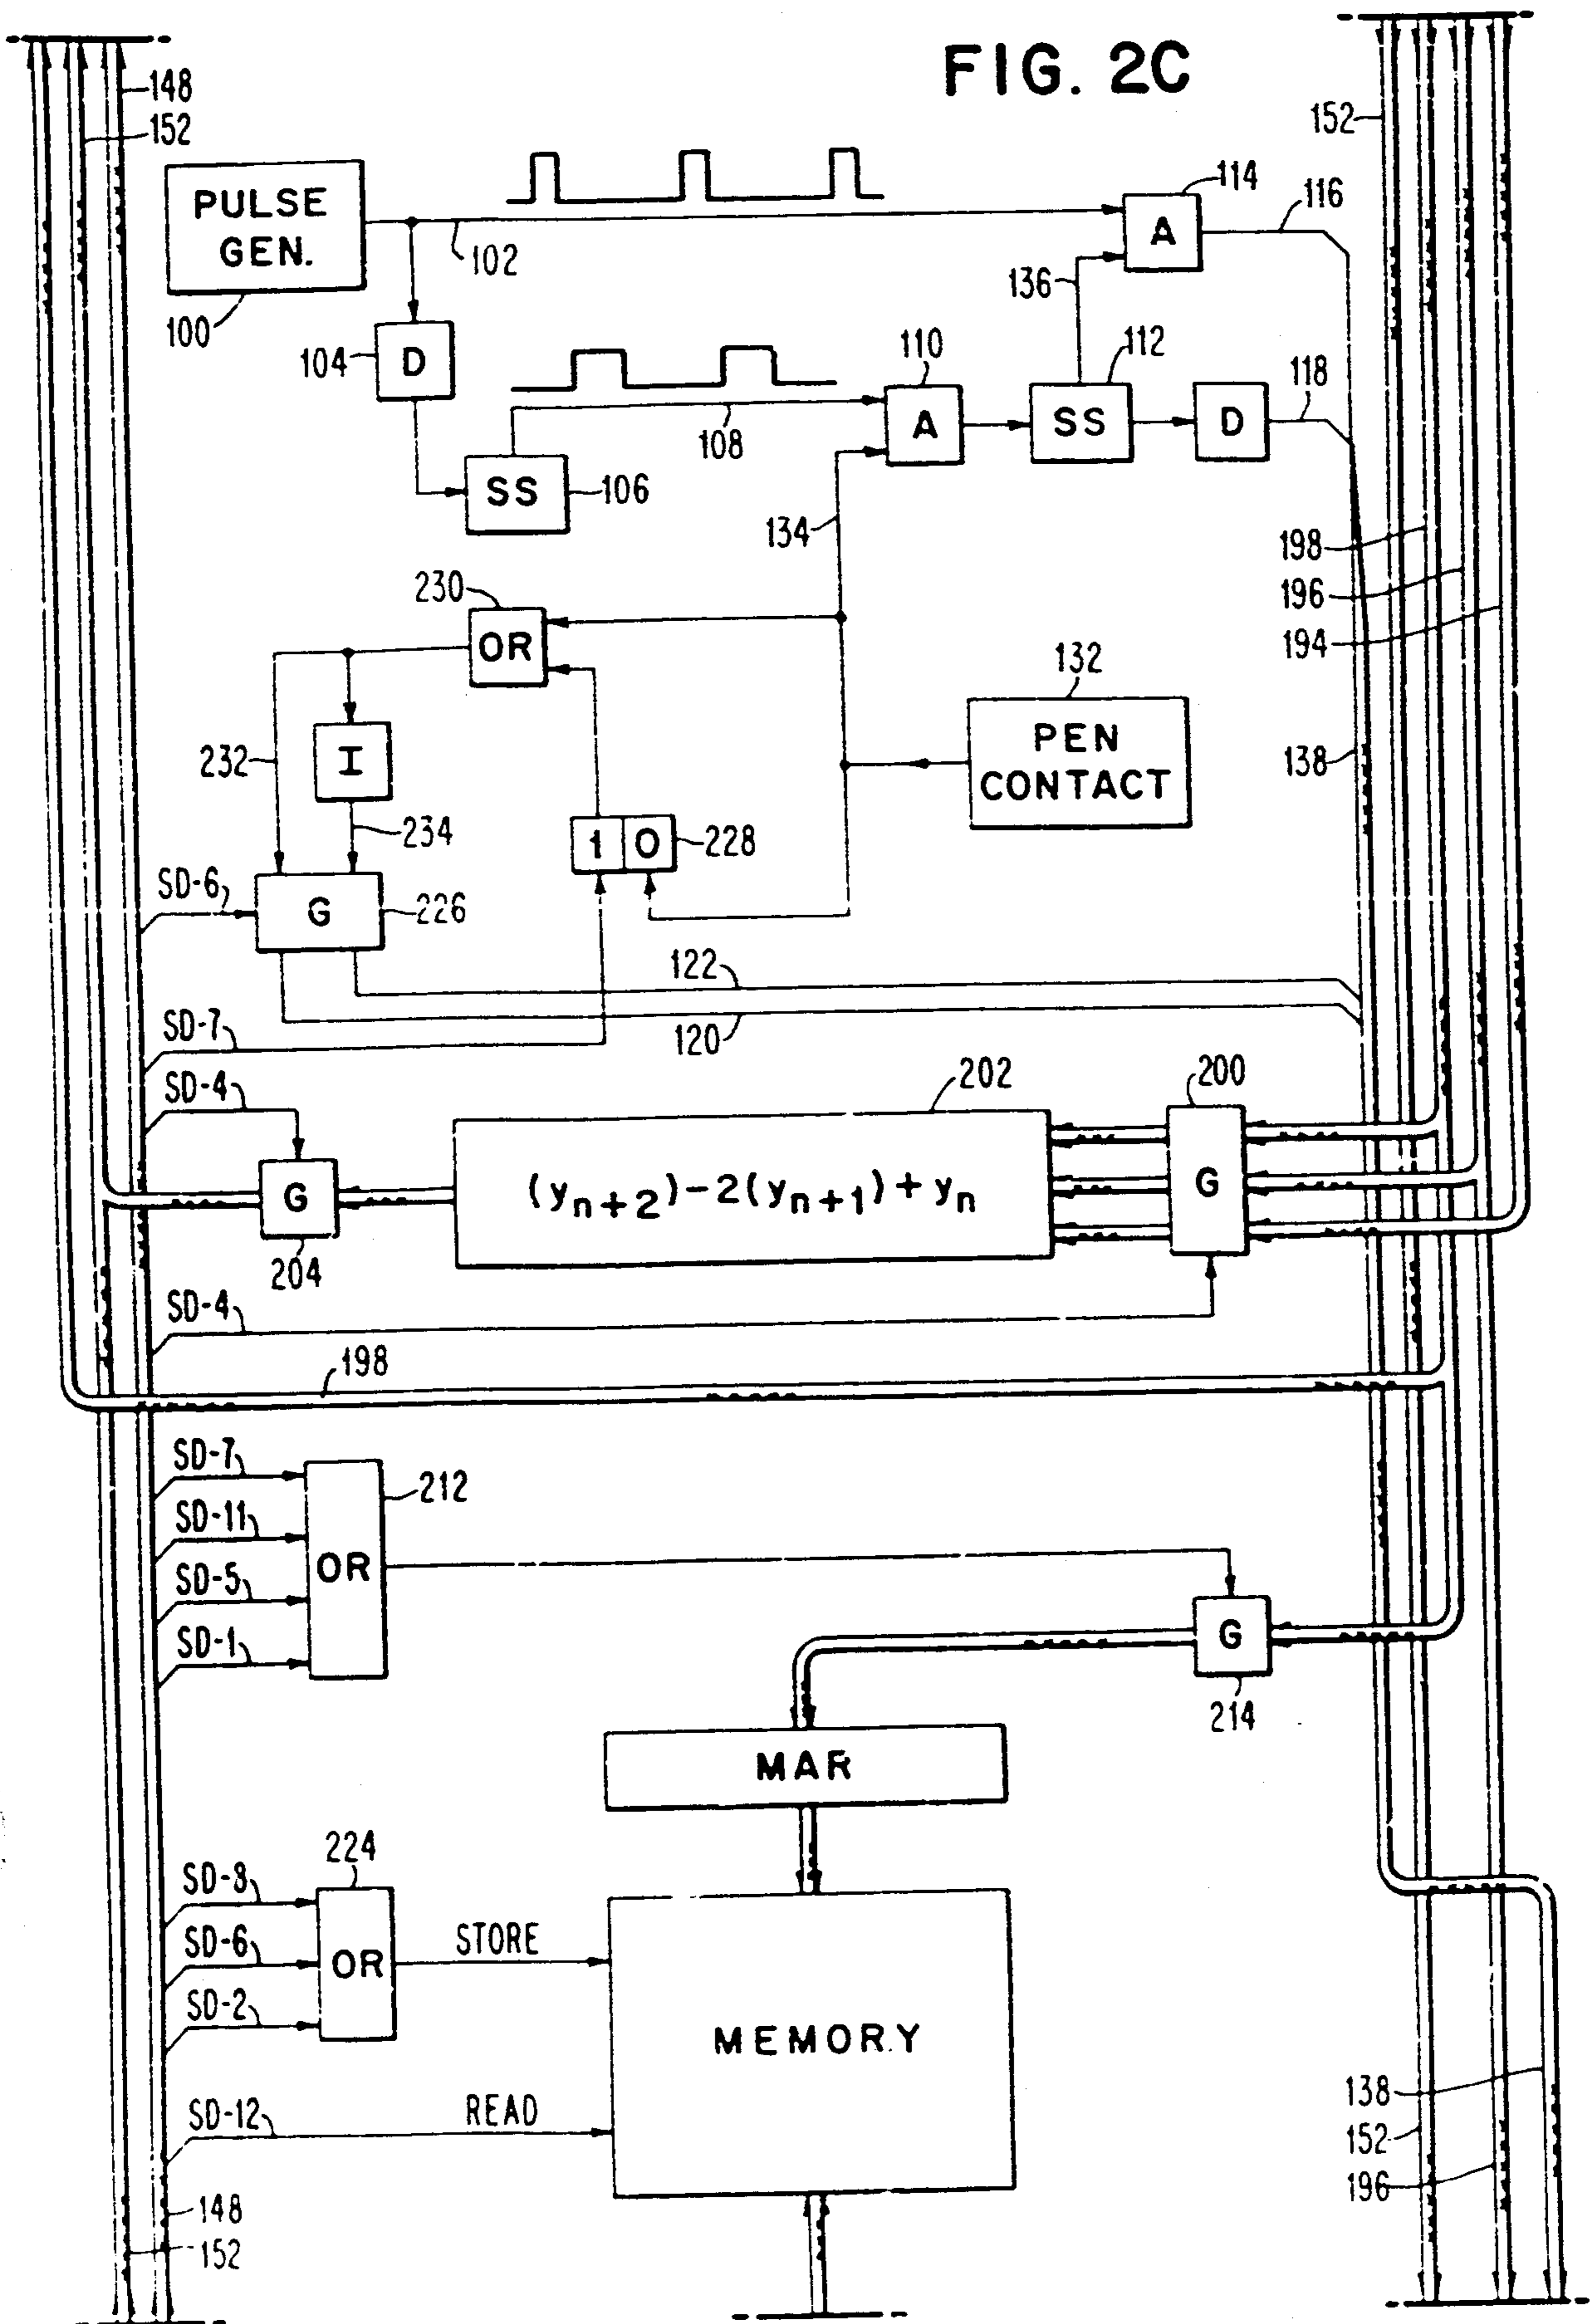 FIG. 2C
148
152
152
PULSE
GEN.
100
102
114
A
116
136
104
D
110
112
118
A
SS
D
108
SS
106
134
198
196
194
230
OR
132
PEN
CONTACT
138
232
I
234
1 0
228
SD-6
G
226
122
SD-7
120
SD-4
202
200
(yn+2)-2(yn+1)+yn
G
G
204
SD-4
198
SD-7
212
SD-11
OR
SD-5
SD-1
G
214
MAR
224
SD-8
SD-6
OR
STORE
SD-2
MEMORY
SD-12
READ
138
152
196
148
152